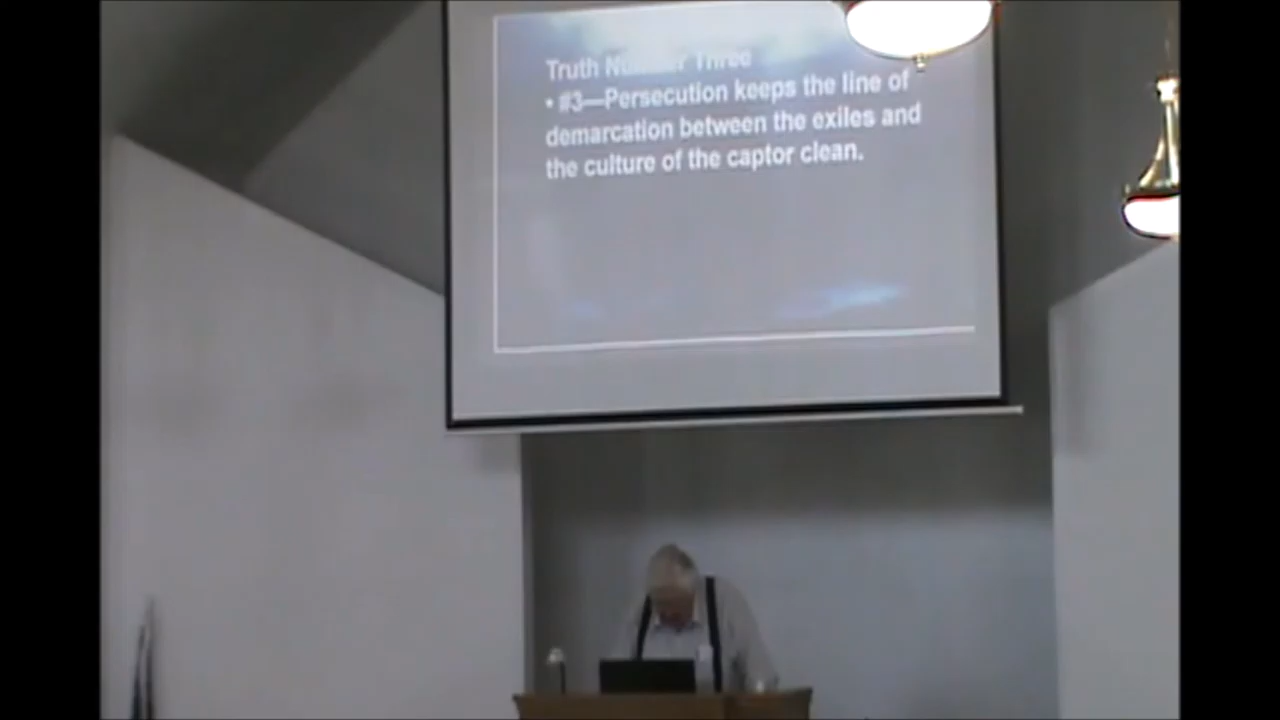 Truth Number Three
• #3—Persecution keeps the line of
demarcation between the exiles and
the culture of the captor clean.